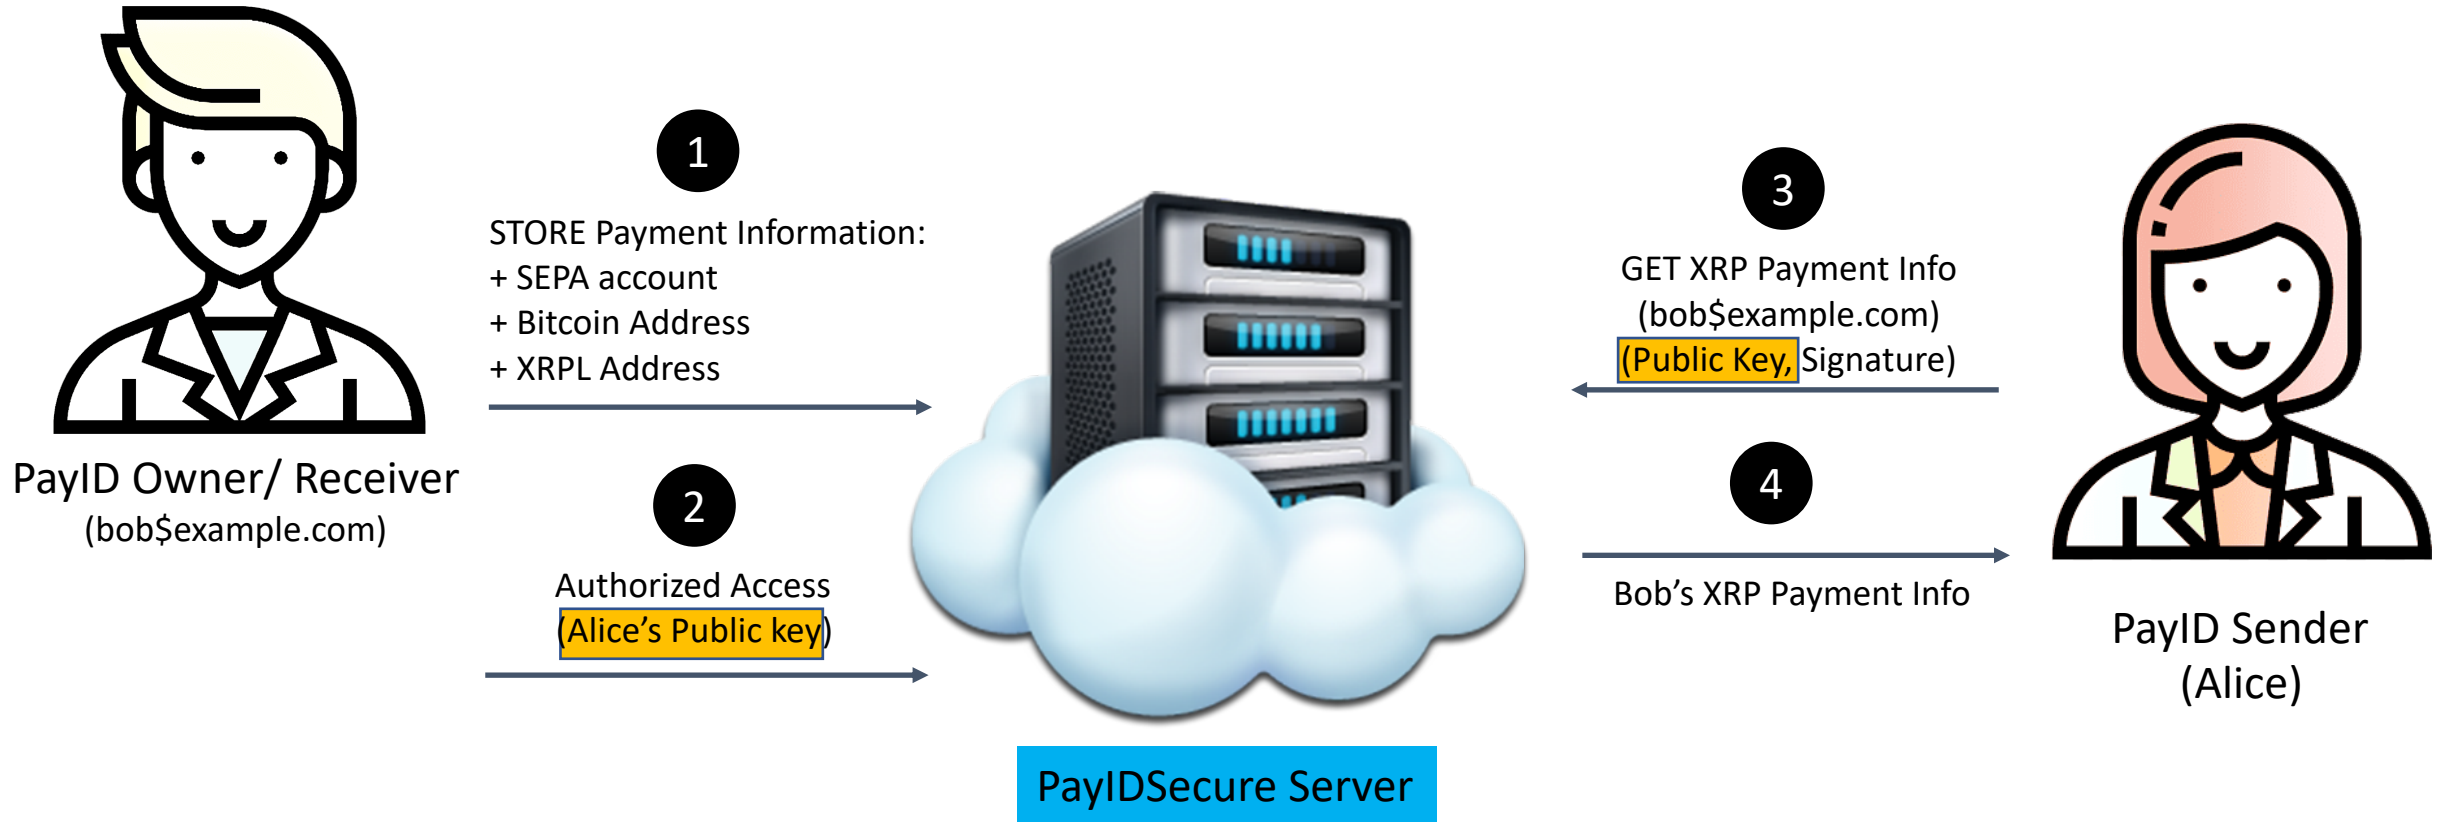 1
STORE Payment Information:
+ SEPA account
+ Bitcoin Address
+ XRPL Address
PayID Owner/ Receiver
(bob$example.com)
2
Authorized Access
(Alice’s Public key)
PayIDSecure Server
3
GET XRP Payment Info
(bob$example.com)
(Public Key, Signature)
4
Bob’s XRP Payment Info
PayID Sender
(Alice)